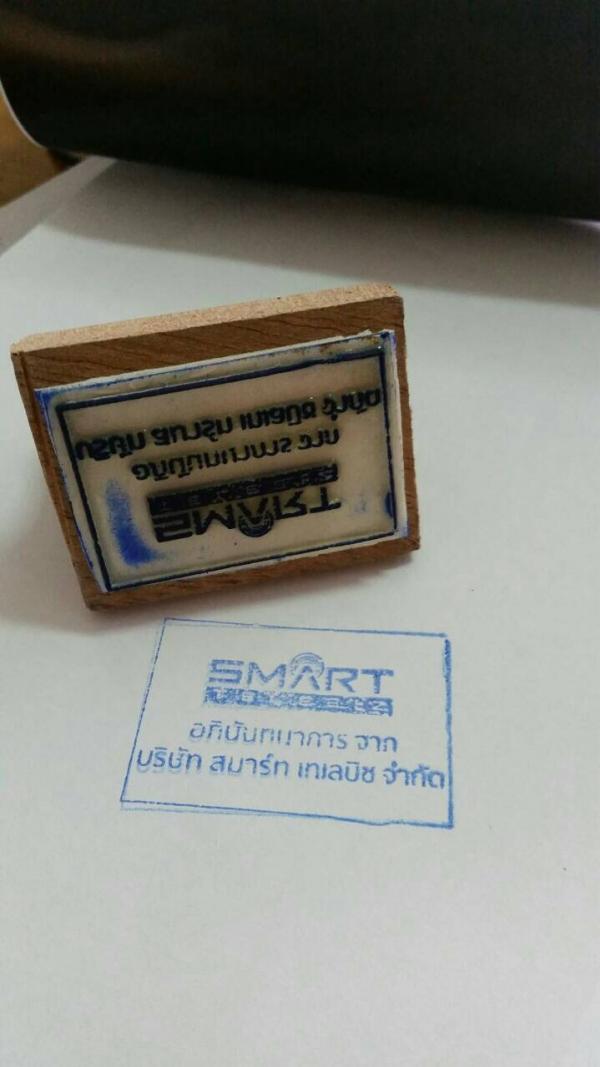 SMART
อภินันทนาการ จาก
บริษัท สมาร์ท เทเลบิซ จำกัด